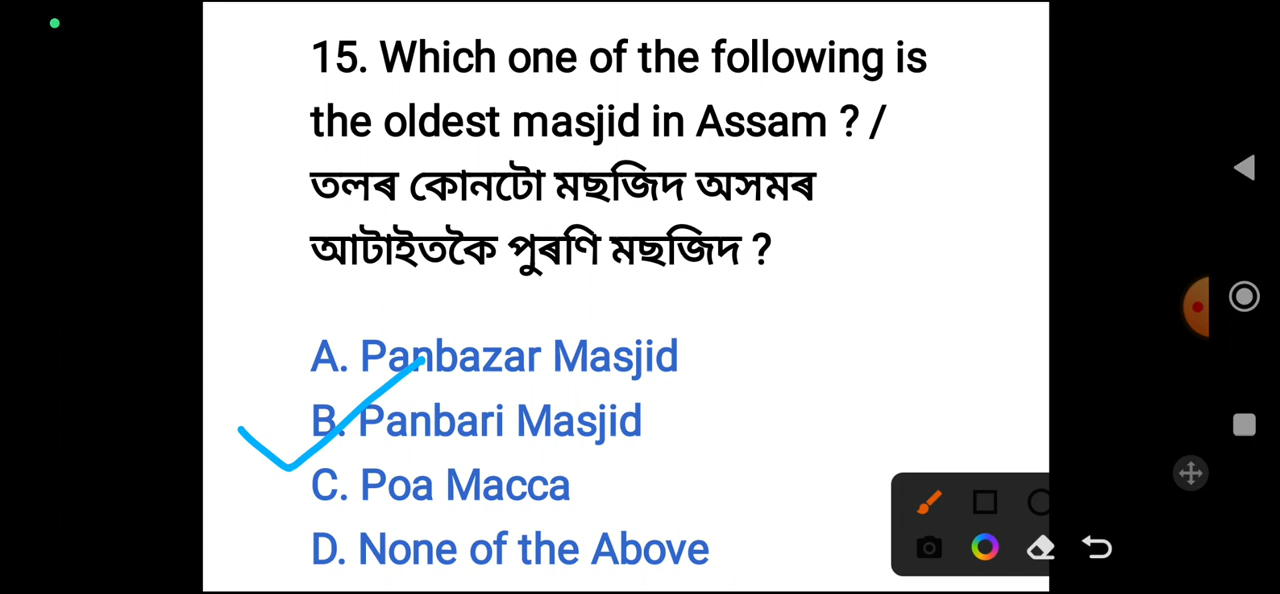 15. Which one of the following is
the oldest masjid in Assam ? /
তলৰ কোনটো মছজিদ অসমৰ
আটাইতকৈ পুৰণি মছজিদ ?
A. Panbazar Masjid
B. Panbari Masjid
C. Poa Macca
D. None of the Above